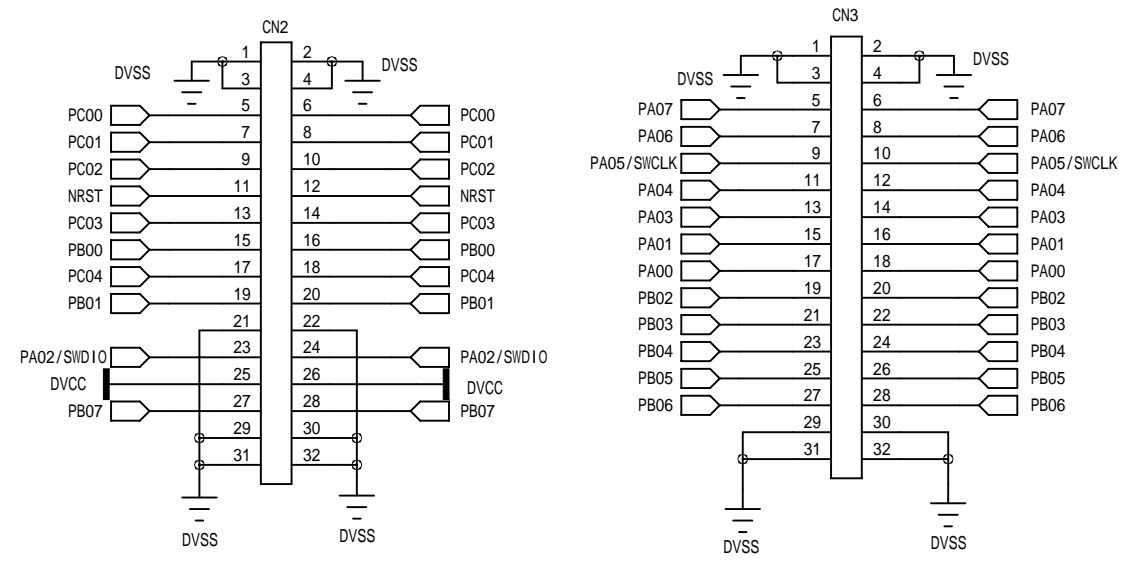 CN2
1 2
DVSS DVSS
3 4
PC00 5 6 PC00
PC01 7 8 PC01
PC02 9 10 PC02
NRST 11 12 NRST
PC03 13 14 PC03
PB00 15 16 PB00
PC04 17 18 PC04
PB01 19 20 PB01
21 22
PA02/SWDIO 23 24 PA02/SWDIO
DVCC 25 26 DVCC
PB07 27 28 PB07
29 30
31 32
DVSS DVSS
CN3
1 2
DVSS DVSS
3 4
PA07 5 6 PA07
PA06 7 8 PA06
PA05/SWCLK 9 10 PA05/SWCLK
PA04 11 12 PA04
PA03 13 14 PA03
PA01 15 16 PA01
PA00 17 18 PA00
PB02 19 20 PB02
PB03 21 22 PB03
PB04 23 24 PB04
PB05 25 26 PB05
PB06 27 28 PB06
29 30
31 32
DVSS DVSS